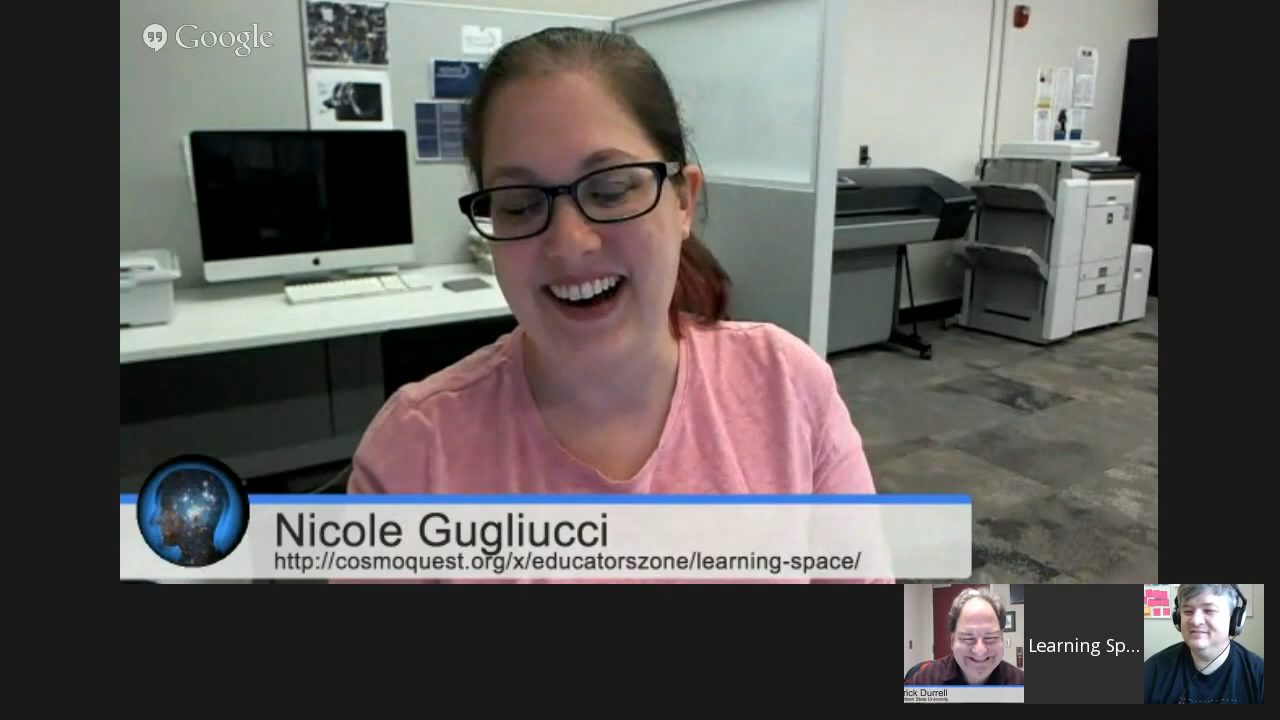 Google
Nicole Gugliucci
http://cosmoquest.org/x/educatorszone/learning-space/
Learning Sp...
rick Durrell